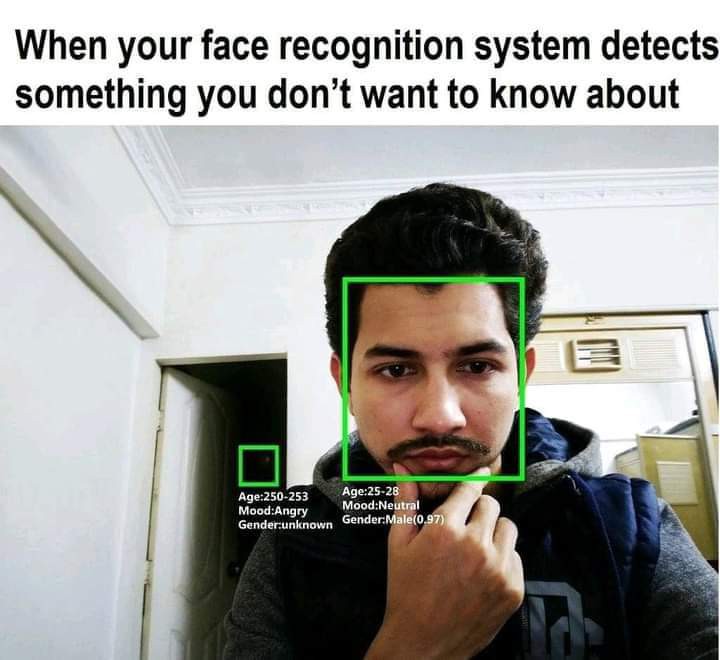 When your face recognition system detects
something you don't want to know about
Age:250-253
Mood:Angry
Gender:unknown
Age:25-28
Mood:Neutral
Gender:Male(0.97)